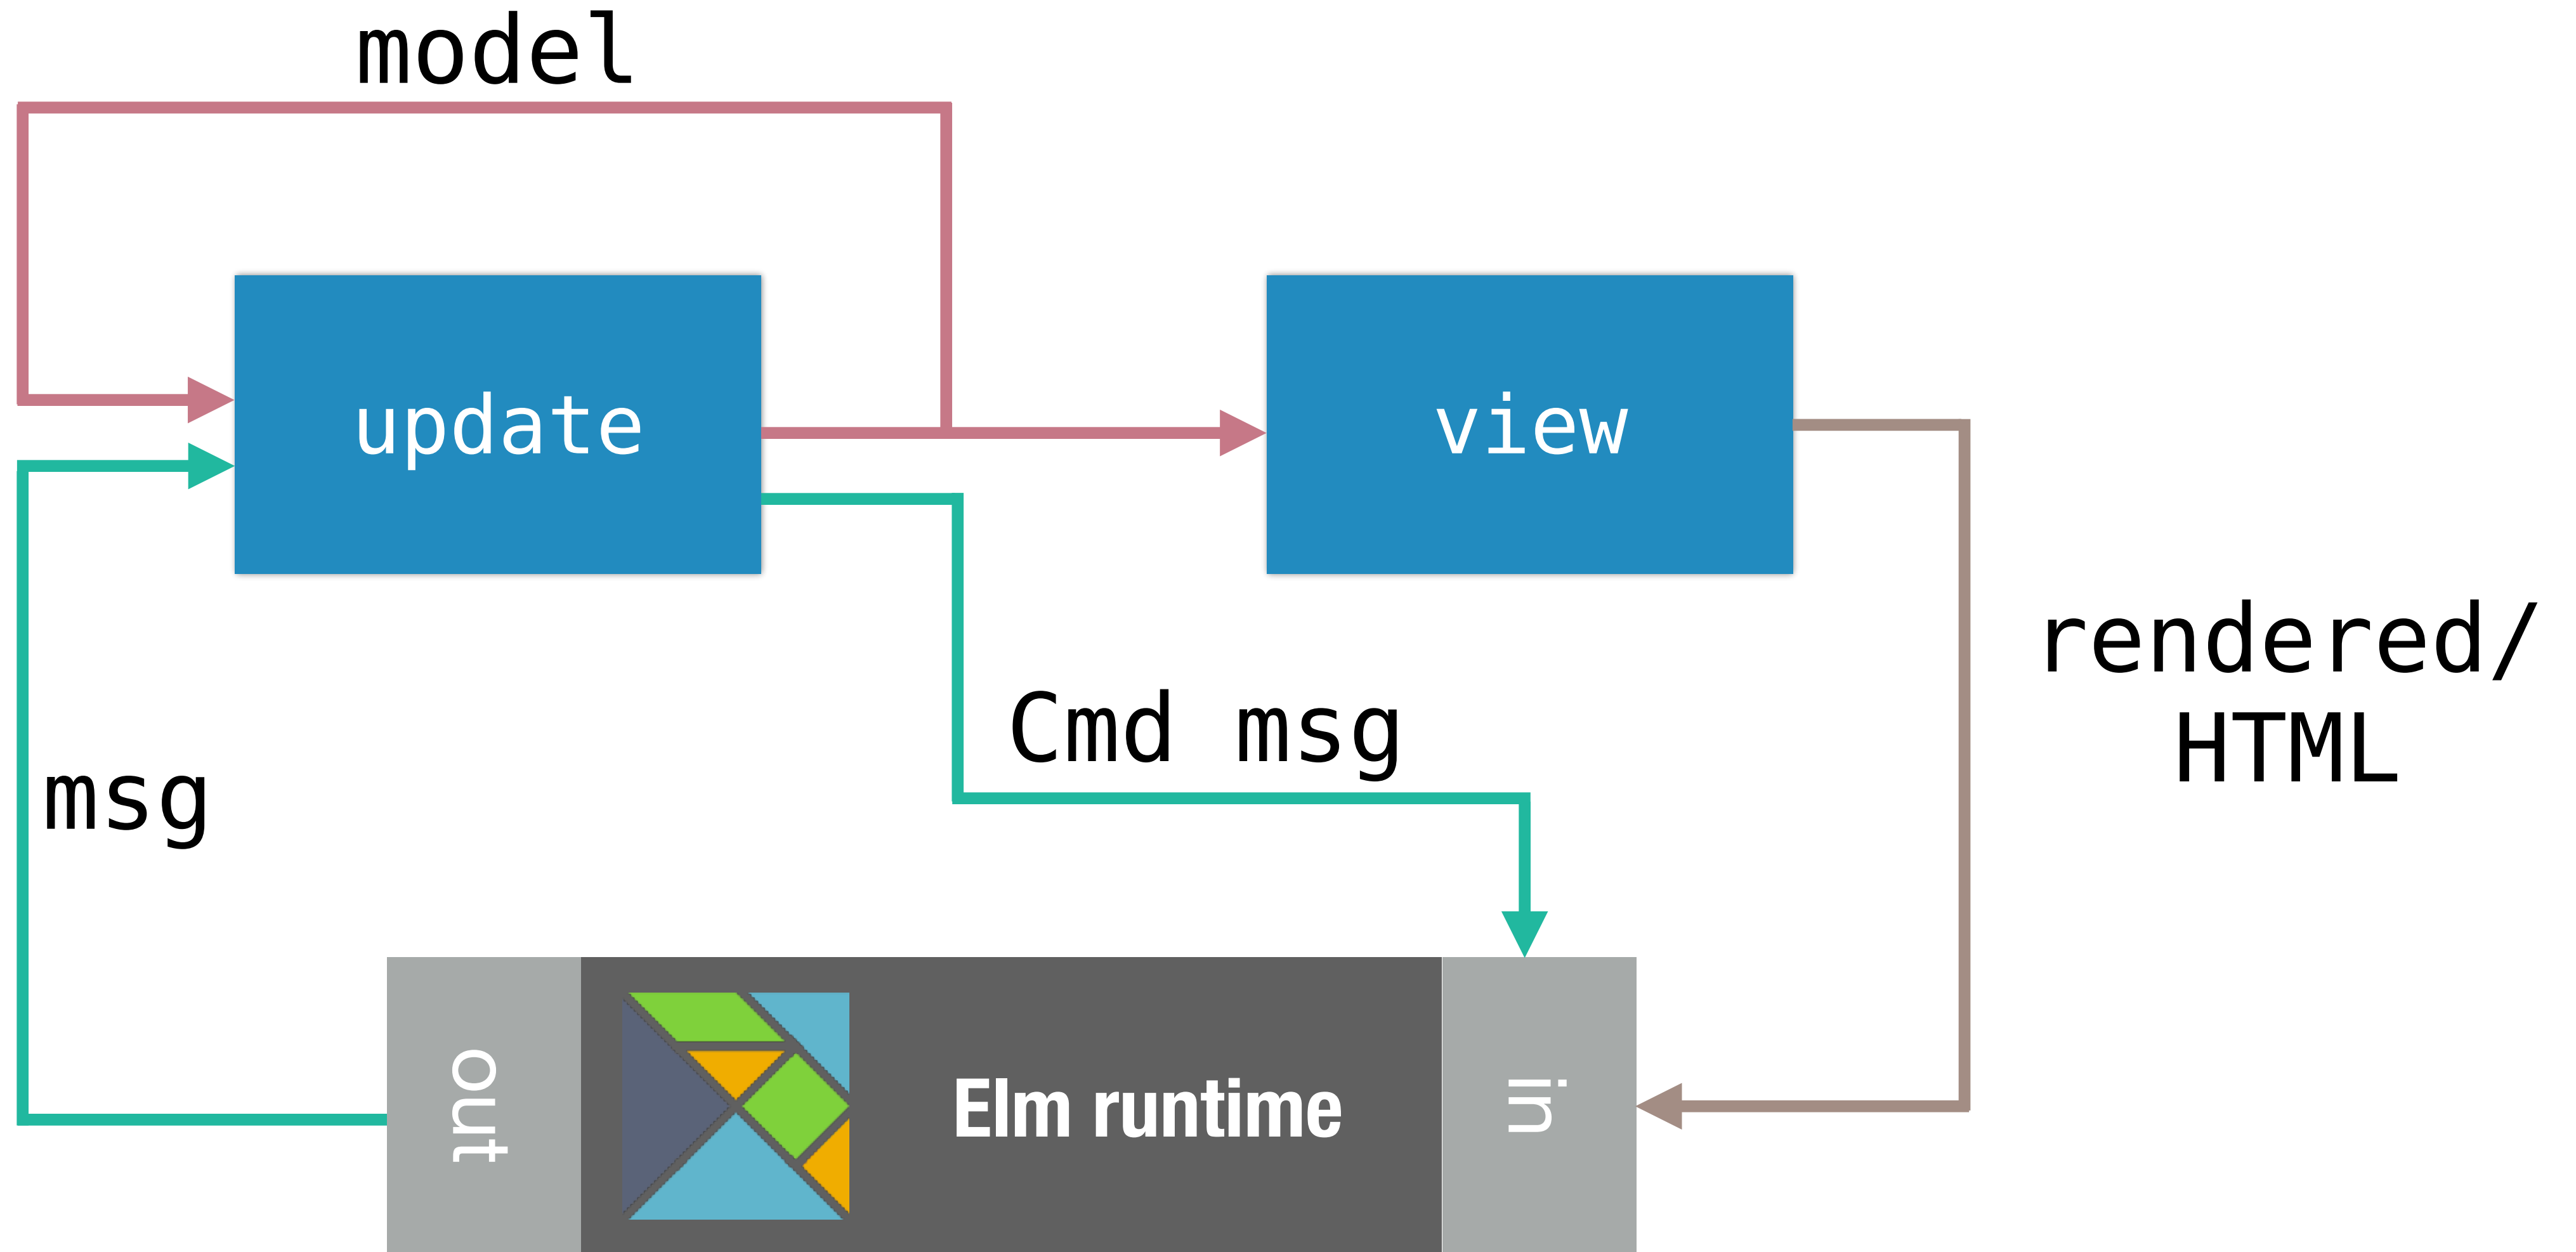 model
update
view
rendered/
HTML
Cmd msg
msg
out
Elm runtime
in